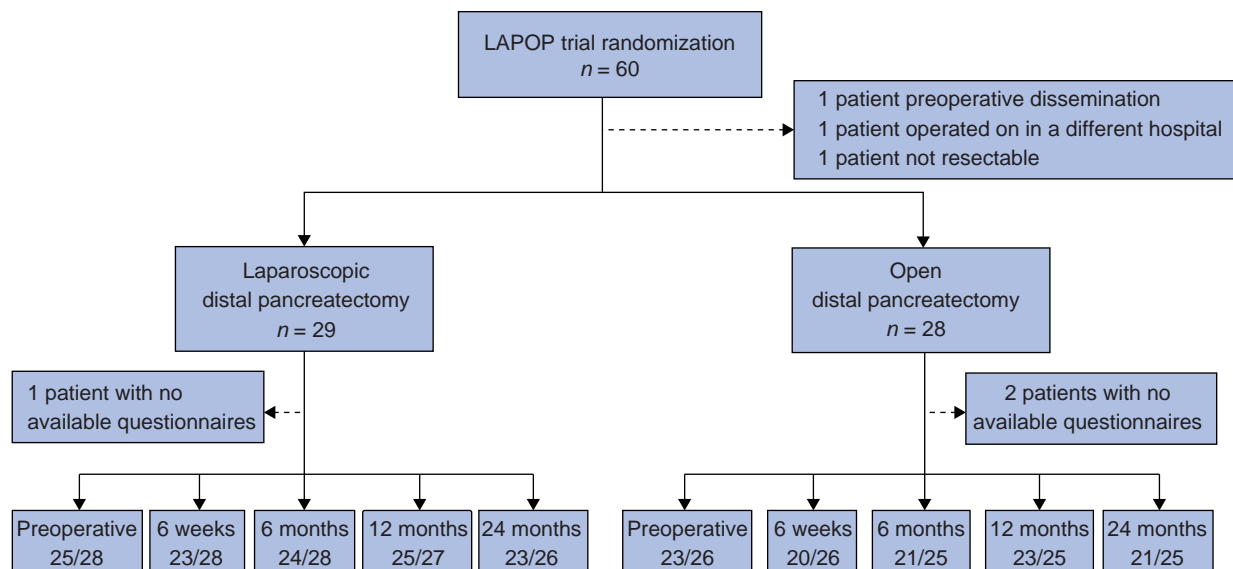 LAPOP trial randomization
n = 60
1 patient preoperative dissemination
1 patient operated on in a different hospital
1 patient not resectable
Laparoscopic
distal pancreatectomy
n = 29
Open
distal pancreatectomy
n = 28
1 patient with no
available questionnaires
2 patients with no
available questionnaires
Preoperative
25/28
6 weeks
23/28
6 months
24/28
12 months
25/27
24 months
23/26
Preoperative
23/26
6 weeks
20/26
6 months
21/25
12 months
23/25
24 months
21/25